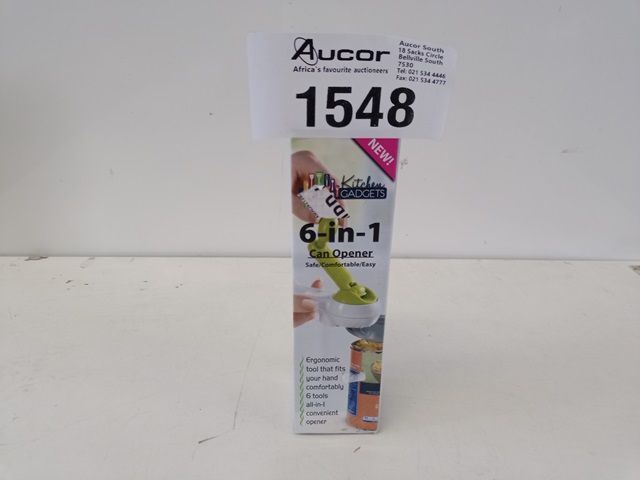 Aucor
Africa's favourite auctioneers
Aucor South
18 Sacks Circle
Bellville South
7530
Tel: 021 534 4446
Fax: 021 534 4777
1548
NEW!
Kitchen
GADGETS
6-in-1
Can Opener
Safe/Comfortable/Easy
Ergonomic
tool that fits
your hand
comfortably
6 tools
all-in-l
convenient
opener